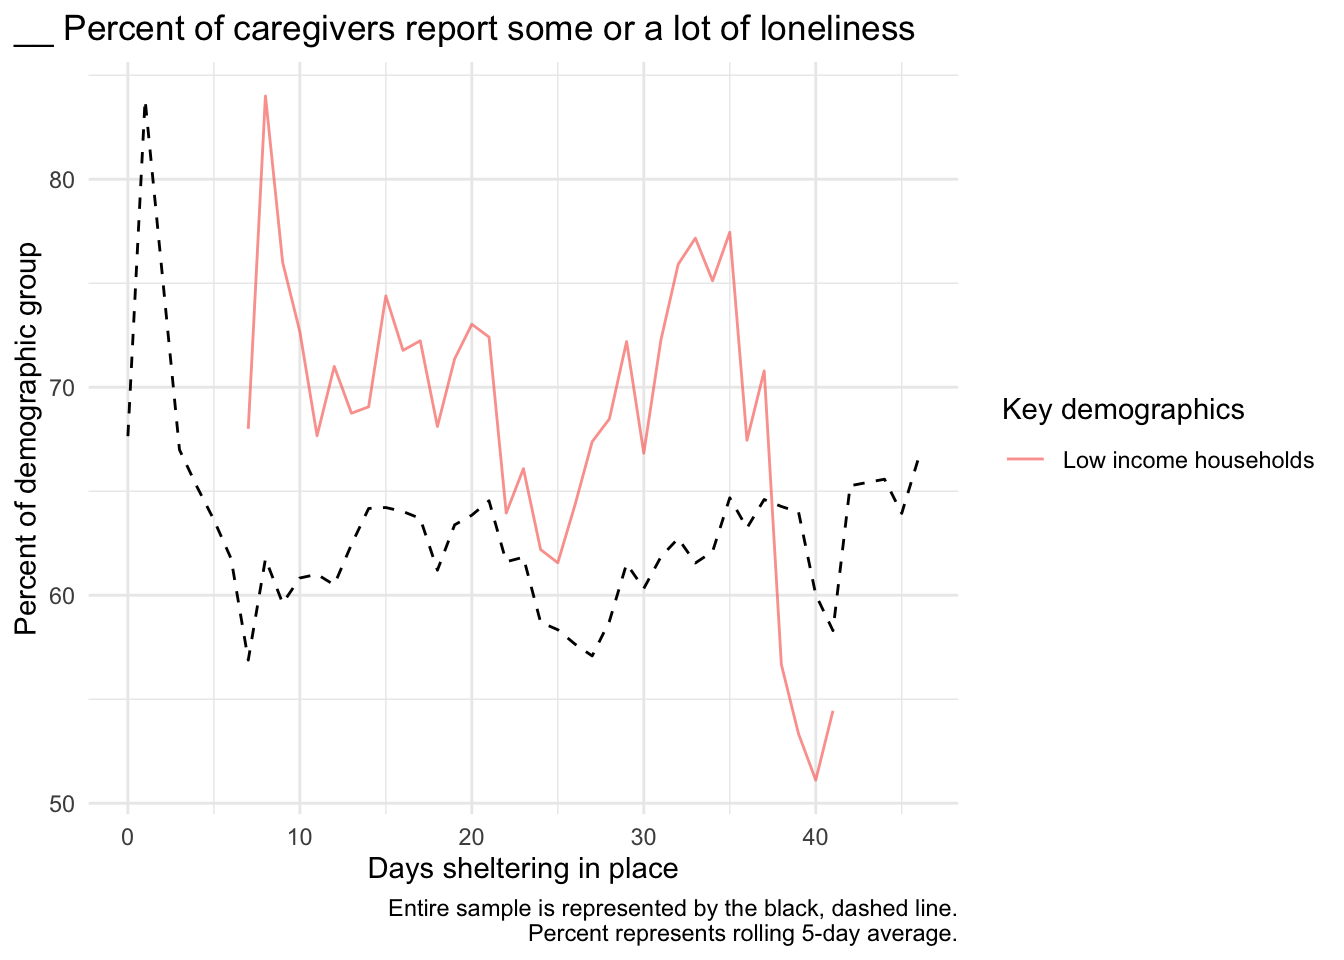 __ Percent of caregivers report some or a lot of loneliness
Percent of demographic group
80
70
60
50
0 10 20 30 40
Days sheltering in place
Key demographics
Low income households
Entire sample is represented by the black, dashed line.
Percent represents rolling 5-day average.